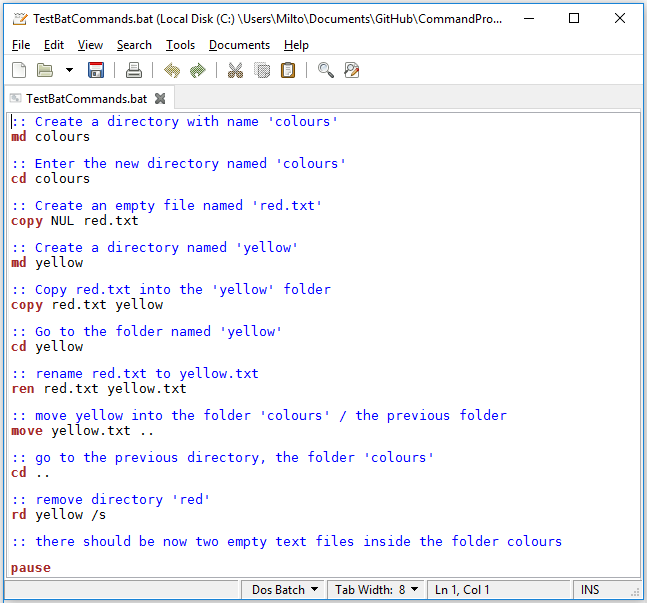 TestBatCommands.bat (Local Disk (C:) \Users\Milto\Documents\GitHub\CommandPro...
File Edit View Search Tools Documents Help
TestBatCommands.bat
:: Create a directory with name 'colours'
md colours
:: Enter the new directory named 'colours'
cd colours
:: Create an empty file named 'red.txt'
copy NUL red.txt
:: Create a directory named 'yellow'
md yellow
:: Copy red.txt into the 'yellow' folder
copy red.txt yellow
:: Go to the folder named 'yellow'
cd yellow
:: rename red.txt to yellow.txt
ren red.txt yellow.txt
:: move yellow into the folder 'colours' / the previous folder
move yellow.txt ..
:: go to the previous directory, the folder 'colours'
cd ..
:: remove directory 'red'
rd yellow /s
:: there should be now two empty text files inside the folder colours
pause
Dos Batch Tab Width: 8 Ln 1, Col 1 INS